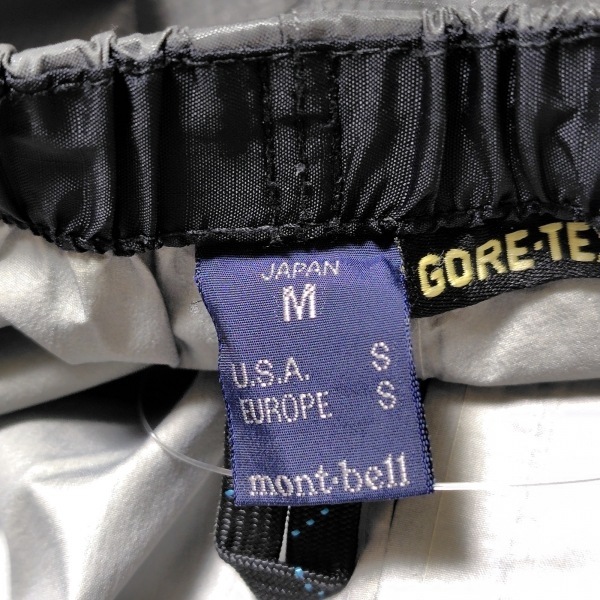 JAPAN
M
U.S.A. S
EUROPE S
mont·bell
GORE-TE